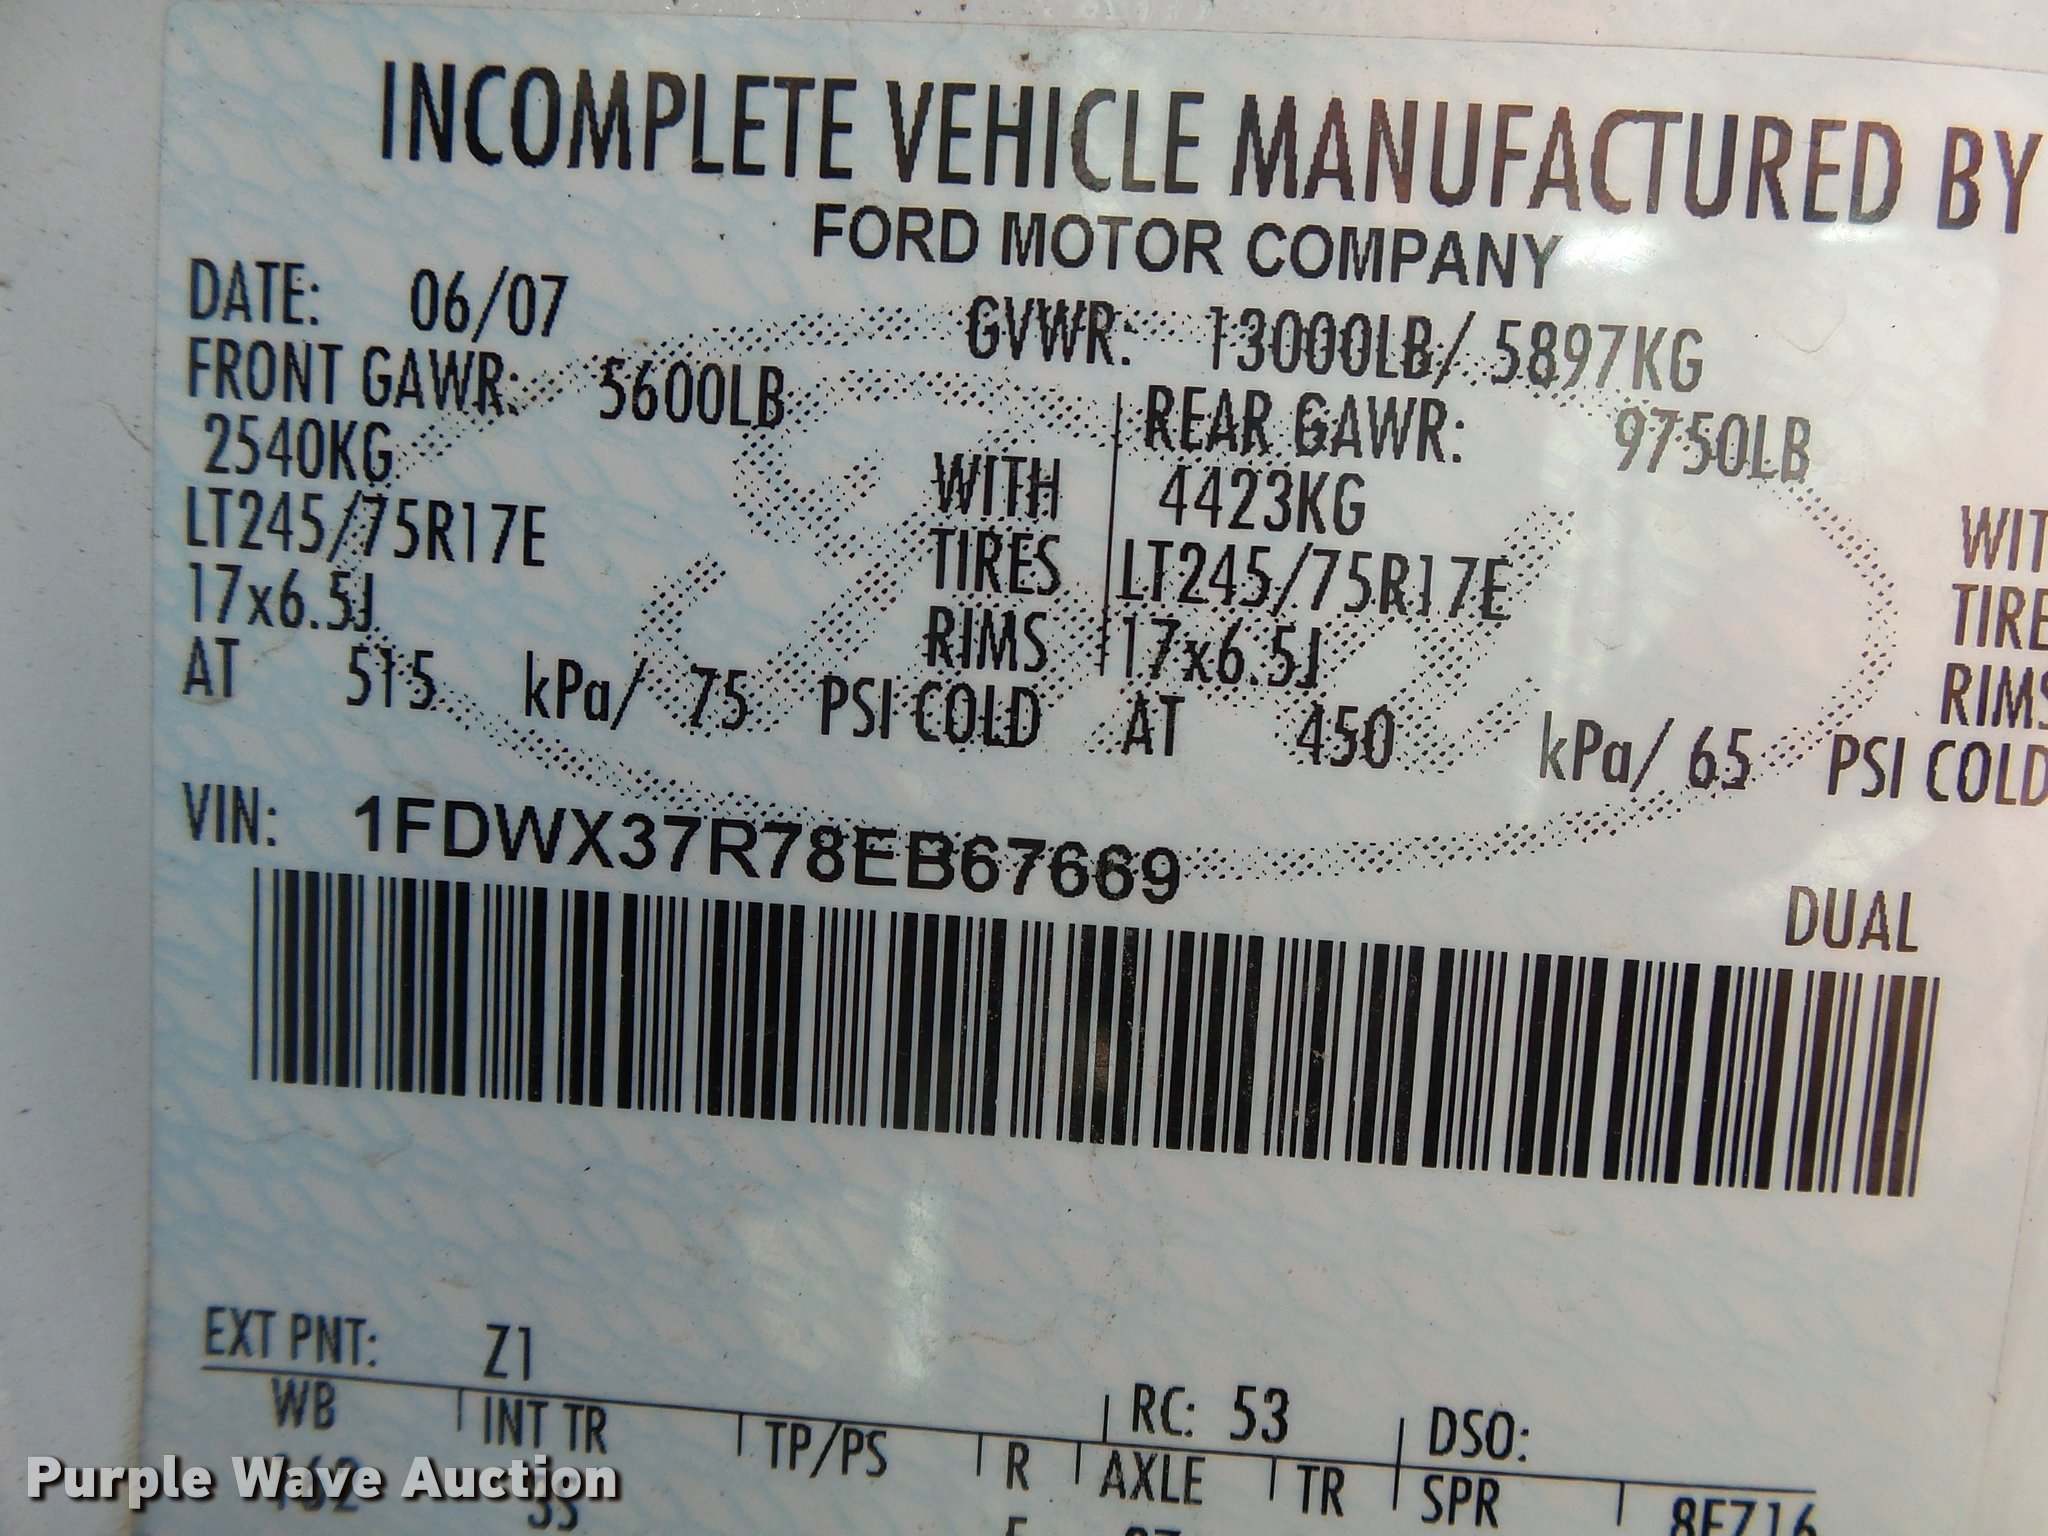 INCOMPLETE VEHICLE MANUFACTURED BY
FORD MOTOR COMPANY
DATE: 06/07 GVWR: 13000LB/ 5897KG
FRONT GAWR: 5600LB REAR GAWR: 9750LB
2540KG WITH 4423KG
LT245/75R17E TIRES LT245/75R17E
17x6.5J RIMS 17x6.5J RIMS
AT 515 kPa/ 75 PSI COLD AT 450 kPa/ 65 PSI COLD
VIN: 1FDWX37R78EB67669
DUAL
EXT PNT: Z1 RC: 53 DSO:
WB INT TR TP/PS R AXLE TR SPR
162
Purple Wave Auction